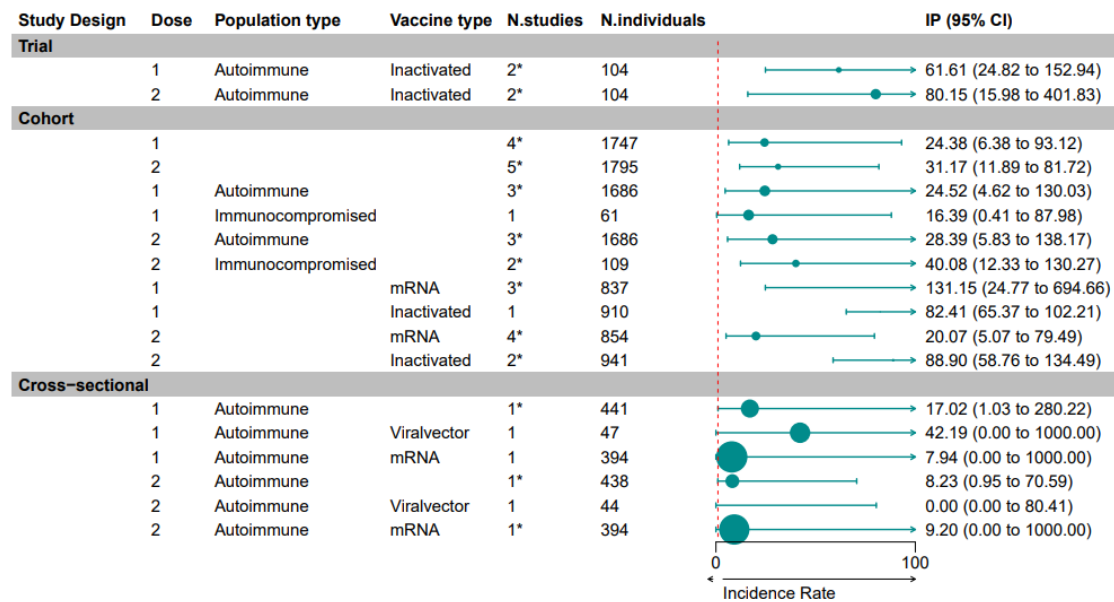 Study Design Dose Population type Vaccine type N.studies N.individuals IP (95% CI)
Trial
1 Autoimmune Inactivated 2* 104 61.61 (24.82 to 152.94)
2 Autoimmune Inactivated 2* 104 80.15 (15.98 to 401.83)
Cohort
1 4* 1747 24.38 (6.38 to 93.12)
2 5* 1795 31.17 (11.89 to 81.72)
1 Autoimmune 3* 1686 24.52 (4.62 to 130.03)
1 Immunocompromised 1 61 16.39 (0.41 to 87.98)
2 Autoimmune 3* 1686 28.39 (5.83 to 138.17)
2 Immunocompromised 2* 109 40.08 (12.33 to 130.27)
1 mRNA 3* 837 131.15 (24.77 to 694.66)
1 Inactivated 1 910 82.41 (65.37 to 102.21)
2 mRNA 4* 854 20.07 (5.07 to 79.49)
2 Inactivated 2* 941 88.90 (58.76 to 134.49)
Cross−sectional
1 Autoimmune 1* 441 17.02 (1.03 to 280.22)
1 Autoimmune Viralvector 1 47 42.19 (0.00 to 1000.00)
1 Autoimmune mRNA 1 394 7.94 (0.00 to 1000.00)
2 Autoimmune 1* 438 8.23 (0.95 to 70.59)
2 Autoimmune Viralvector 1 44 0.00 (0.00 to 80.41)
2 Autoimmune mRNA 1* 394 9.20 (0.00 to 1000.00)
0 100
Incidence Rate